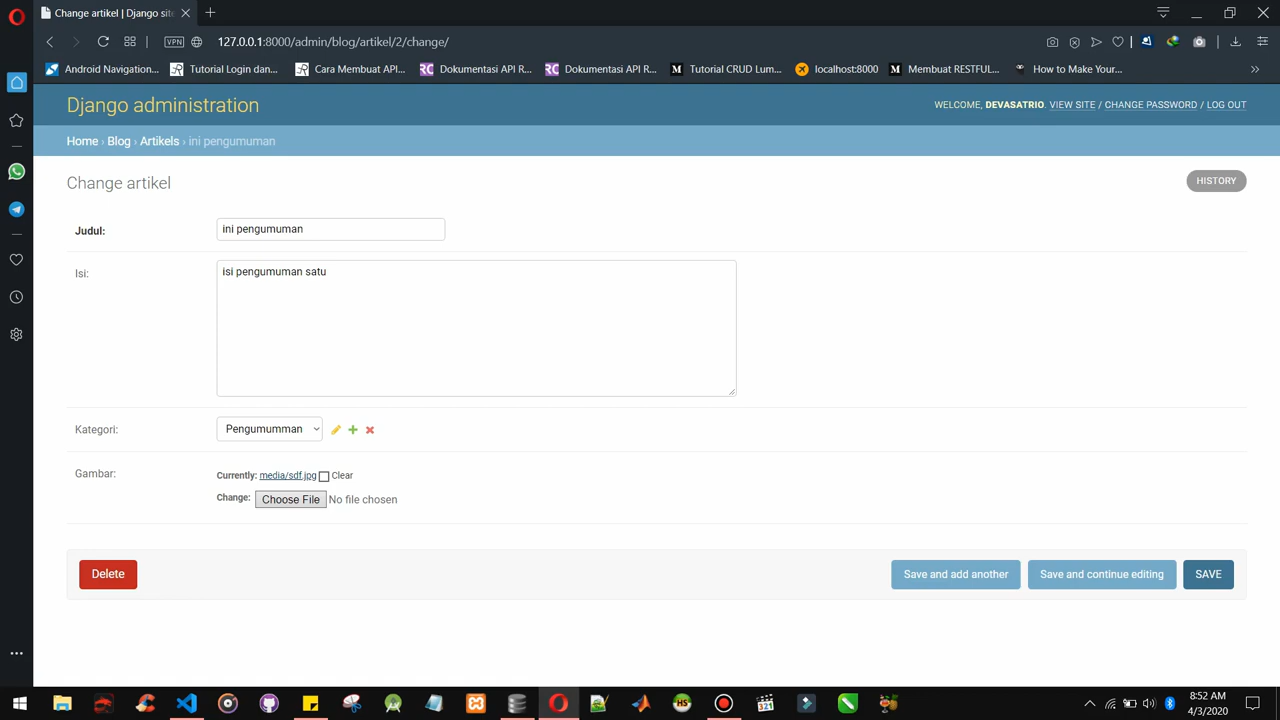 Change artikel | Django site
VPN
127.0.0.1:8000/admin/blog/artikel/2/change/
Android Navigation...
Tutorial Login dan...
Cara Membuat API...
Dokumentasi API R...
Dokumentasi API R...
Tutorial CRUD Lum...
localhost:8000
Membuat RESTFUL...
How to Make Your...
Django administration
WELCOME, DEVASATRIO. VIEW SITE / CHANGE PASSWORD / LOG OUT
Home › Blog › Artikels › ini pengumuman
Change artikel
HISTORY
Judul:
ini pengumuman
Isi:
isi pengumuman satu
Kategori:
Pengumumman
Gambar:
Currently: media/sdf.jpg Clear
Change: Choose File No file chosen
Delete
Save and add another
Save and continue editing
SAVE
8:52 AM
4/3/2020